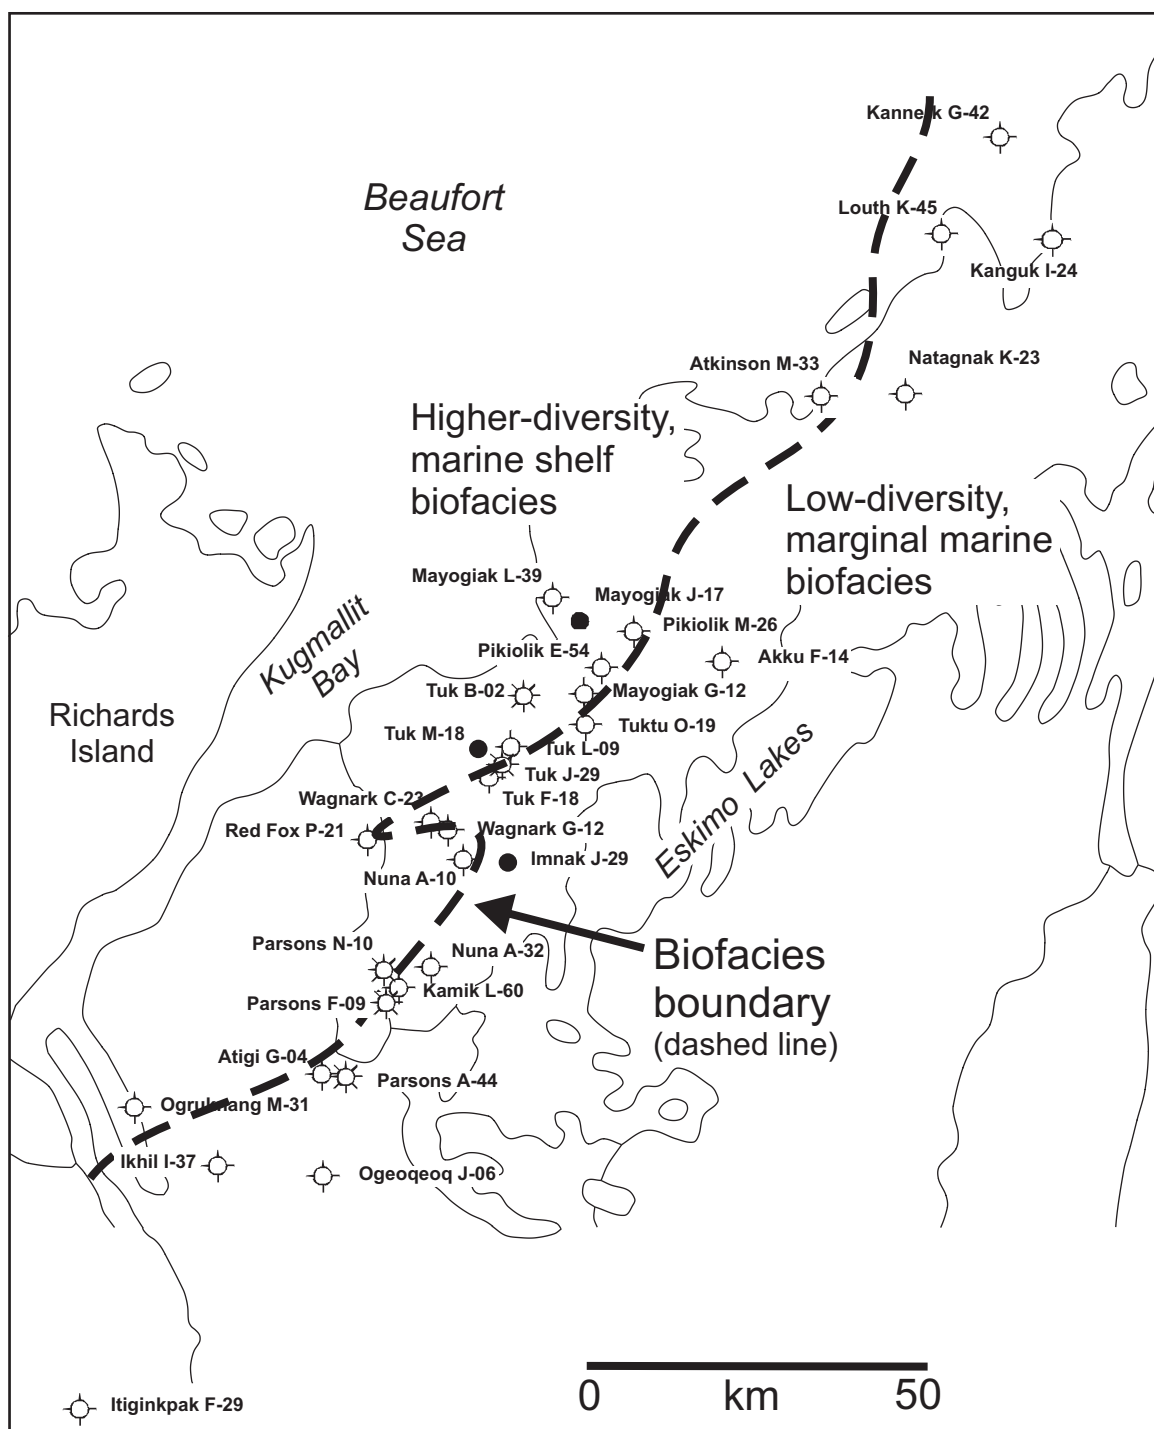 Kannerk G-42
Beaufort
Sea
Louth K-45
Kanguk I-24
Atkinson M-33
Natagnak K-23
Higher-diversity,
marine shelf
biofacies
Low-diversity,
marginal marine
biofacies
Mayogiak L-39
Mayogiak J-17
Pikiolik M-26
Kugmallit
Bay
Pikiolik E-54
Akku F-14
Tuk B-02
Mayogiak G-12
Richards
Island
Tuk M-18
Tuktu O-19
Tuk L-09
Tuk J-29
Eskimo Lakes
Wagnark C-23
Tuk F-18
Red Fox P-21
Wagnark G-12
Imnak J-29
Nuna A-10
Parsons N-10
Nuna A-32
Biofacies
boundary
(dashed line)
Kamik L-60
Parsons F-09
Atigi G-04
Parsons A-44
Ogruknang M-31
Ikhil I-37
Ogeoqeoq J-06
0 km 50
Itiginkpak F-29